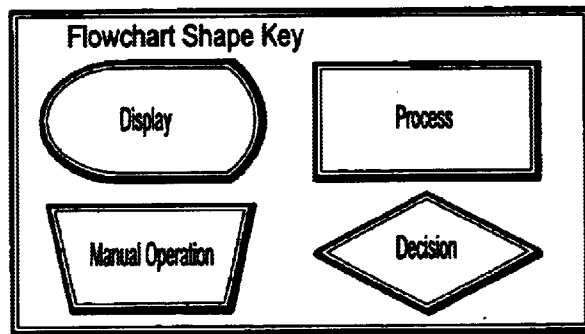 Flowchart Shape Key
Display
Process
Manual Operation
Decision